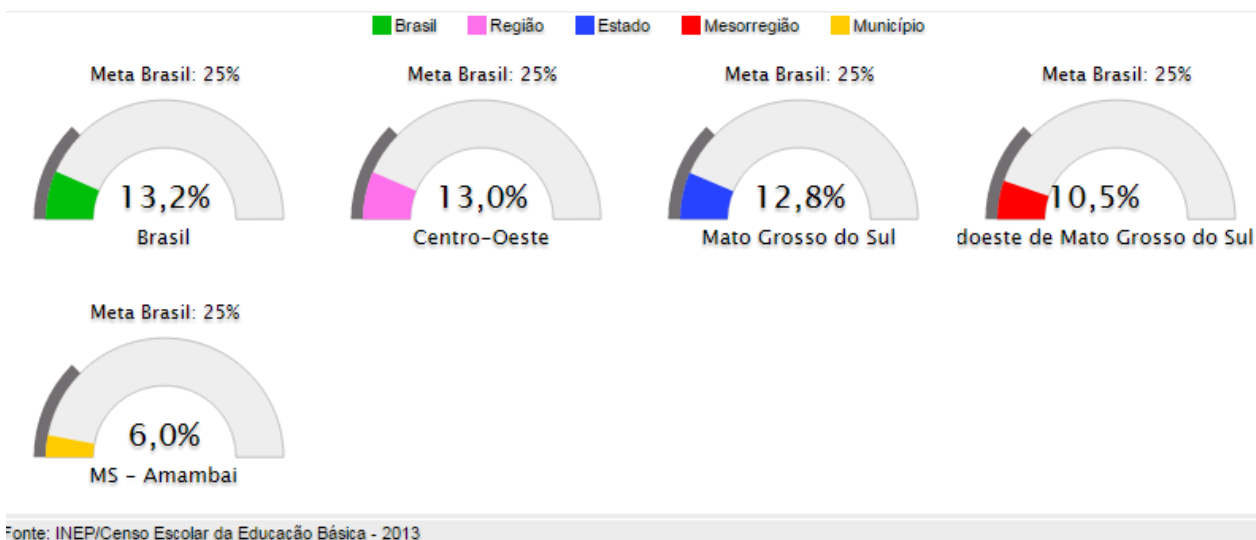 Brasil Região Estado Mesorregião Município
Meta Brasil: 25% Meta Brasil: 25% Meta Brasil: 25% Meta Brasil: 25%
13,2% 13,0% 12,8% 10,5%
Brasil Centro-Oeste Mato Grosso do Sul doeste de Mato Grosso do Sul
Meta Brasil: 25%
6,0%
MS - Amambai
Fonte: INEP/Censo Escolar da Educação Básica - 2013